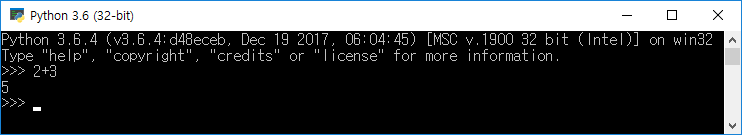 Python 3.6 (32-bit)
Python 3.6.4 (v3.6.4:d48eceb, Dec 19 2017, 06:04:45) [MSC v.1900 32 bit (Intel)] on win32
Type "help", "copyright", "credits" or "license" for more information.
>>> 2+3
5
>>> _